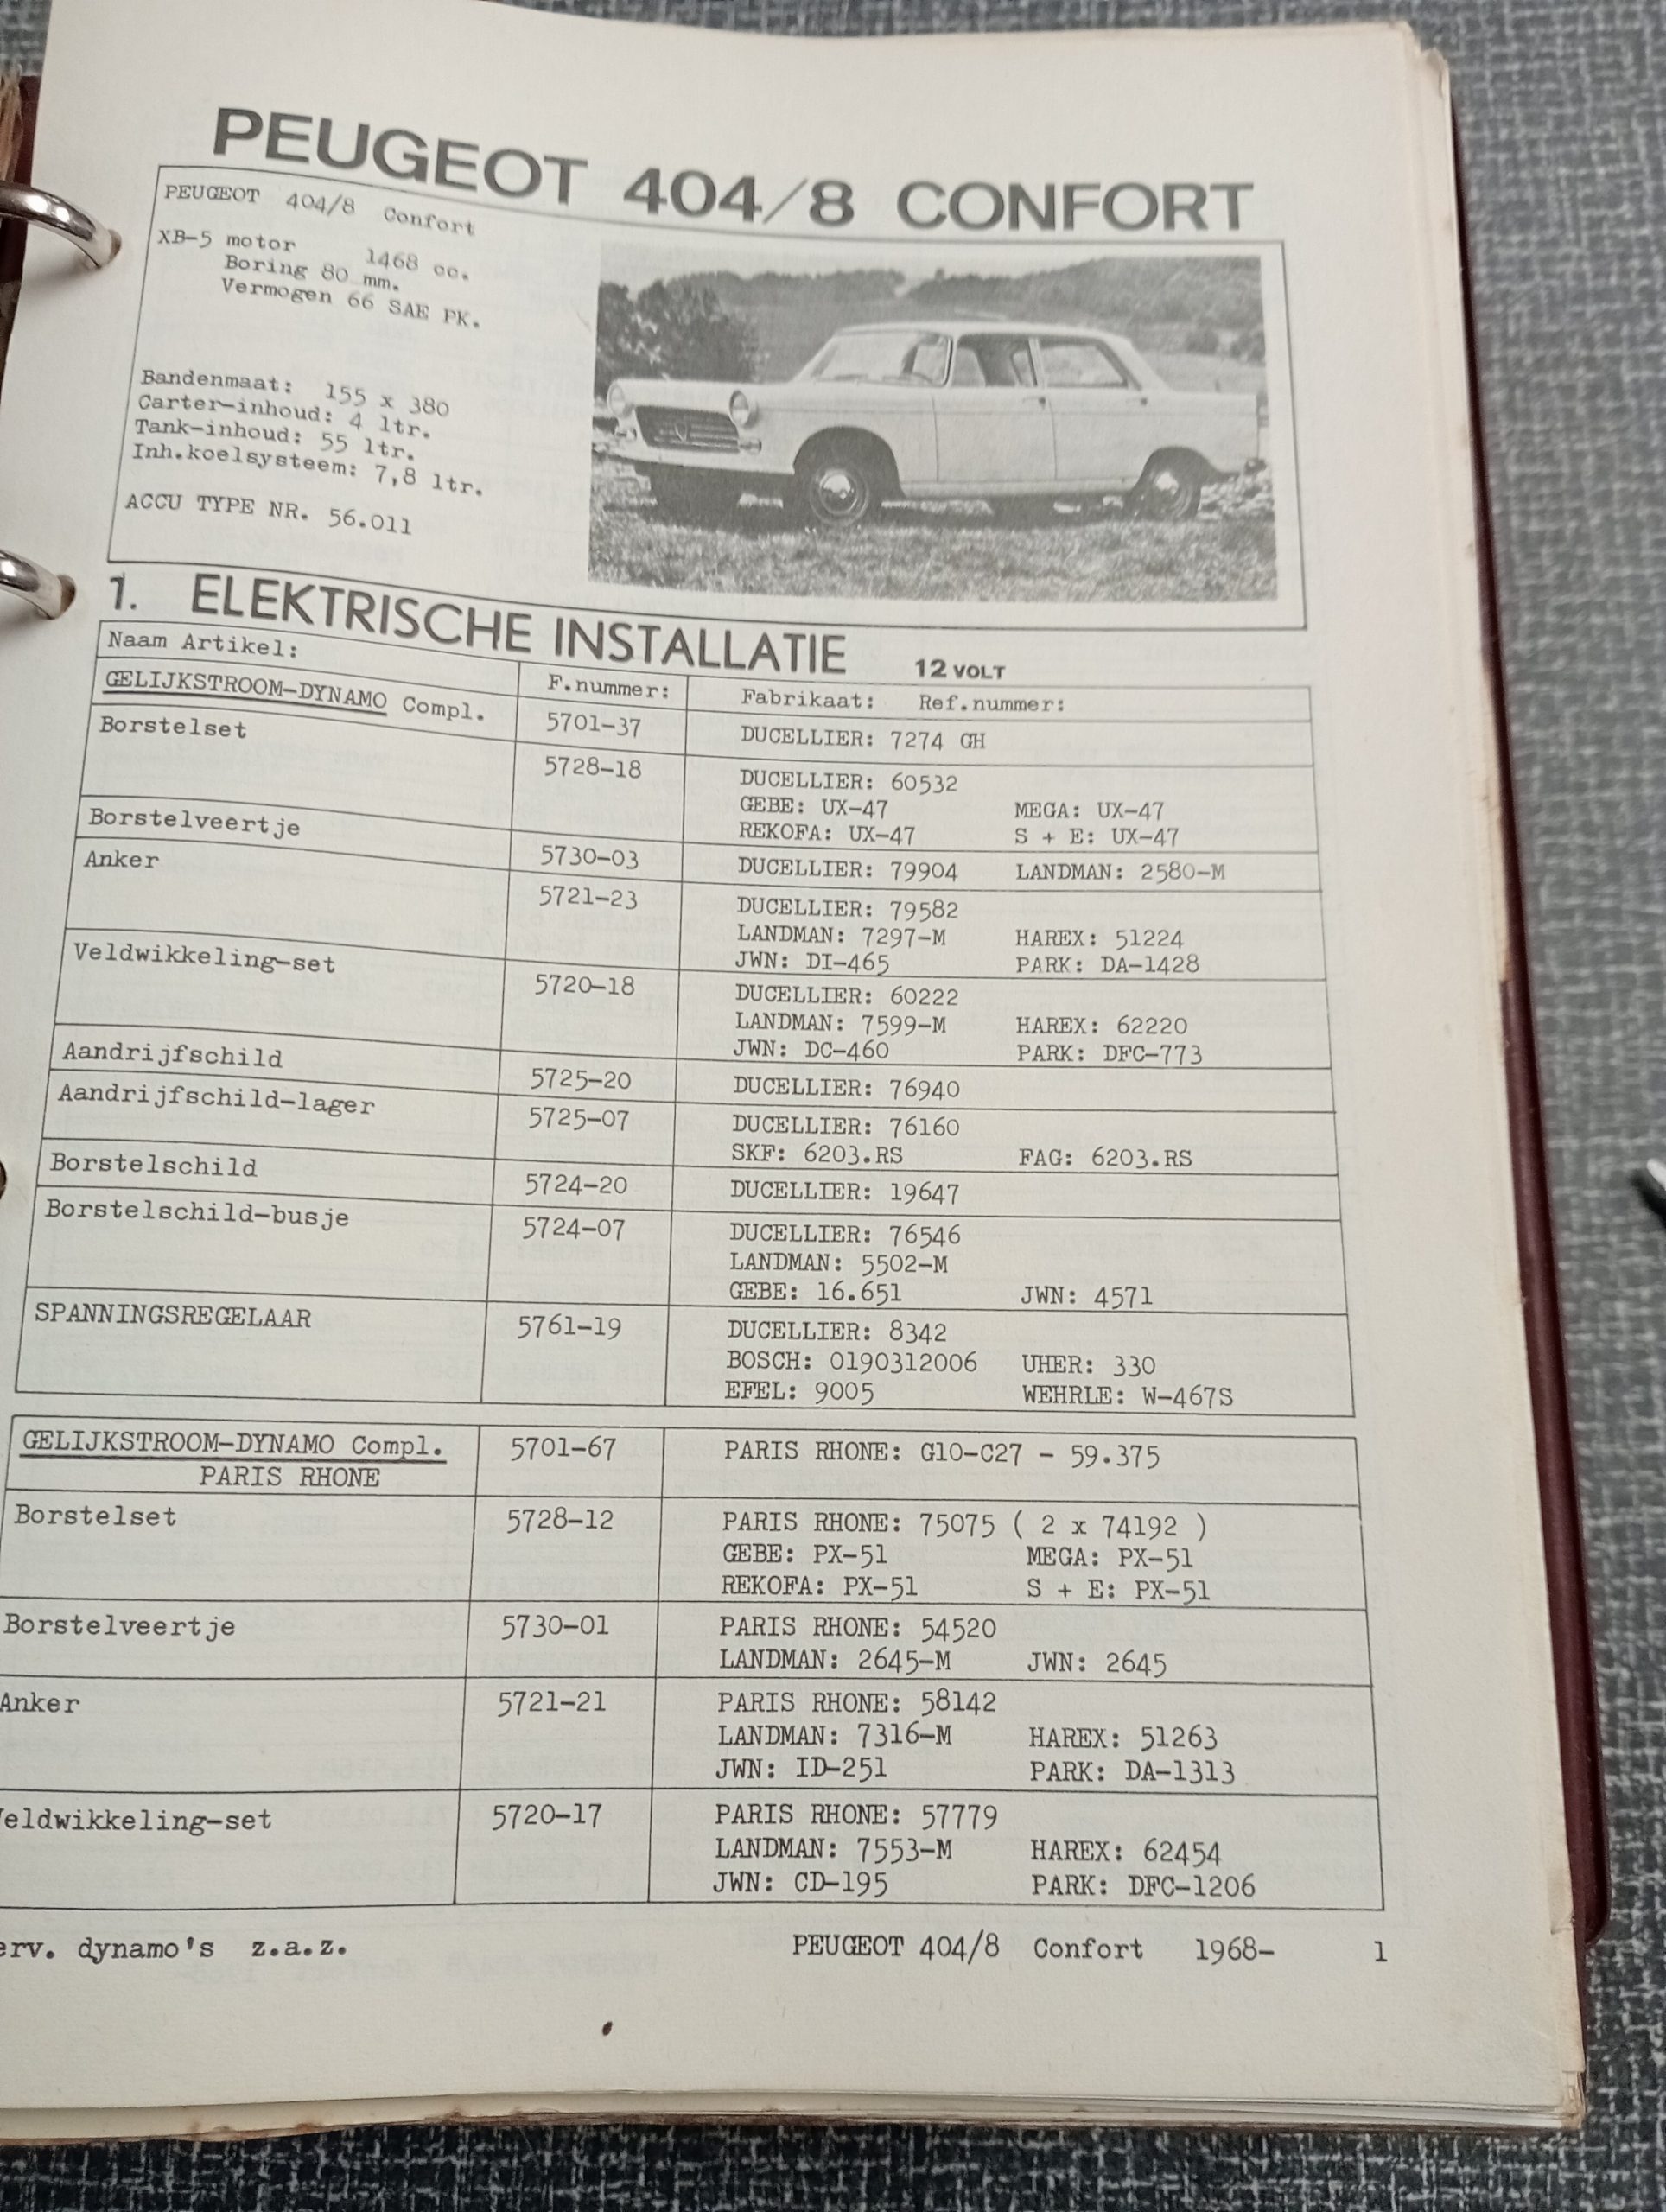 PEUGEOT 404/8 CONFORT
PEUGEOT 404/8 Confort
XB-5 motor 1468 cc.
Boring 80 mm.
Vermogen 66 SAE PK.
Bandenmaat: 155 x 380
Carter-inhoud: 4 ltr.
Tank-inhoud: 55 ltr.
Inh.koelsysteem: 7,8 ltr.
ACCU TYPE NR. 56.011
1. ELEKTRISCHE INSTALLATIE 12 VOLT
Naam Artikel: F.nummer: Fabrikaat: Ref.nummer:
GELIJKSTROOM-DYNAMO Compl. 5701-37 DUCELLIER: 7274 GH
Borstelset 5728-18 DUCELLIER: 60532
GEBE: UX-47 MEGA: UX-47
REKOFA: UX-47 S + E: UX-47
Borstelveertje 5730-03 DUCELLIER: 79904 LANDMAN: 2580-M
Anker 5721-23 DUCELLIER: 79582
LANDMAN: 7297-M HAREX: 51224
JWN: DI-465 PARK: DA-1428
Veldwikkeling-set 5720-18 DUCELLIER: 60222
LANDMAN: 7599-M HAREX: 62220
JWN: DC-460 PARK: DFC-773
Aandrijfschild 5725-20 DUCELLIER: 76940
Aandrijfschild-lager 5725-07 DUCELLIER: 76160
SKF: 6203.RS FAG: 6203.RS
Borstelschild 5724-20 DUCELLIER: 19647
Borstelschild-busje 5724-07 DUCELLIER: 76546
LANDMAN: 5502-M
GEBE: 16.651 JWN: 4571
SPANNINGSREGELAAR 5761-19 DUCELLIER: 8342
BOSCH: 0190312006 UHER: 330
EFEL: 9005 WEHRLE: W-467S
GELIJKSTROOM-DYNAMO Compl. 5701-67 PARIS RHONE: G10-C27 - 59.375
PARIS RHONE
Borstelset 5728-12 PARIS RHONE: 75075 ( 2 x 74192 )
GEBE: PX-51 MEGA: PX-51
REKOFA: PX-51 S + E: PX-51
Borstelveertje 5730-01 PARIS RHONE: 54520
LANDMAN: 2645-M JWN: 2645
Anker 5721-21 PARIS RHONE: 58142
LANDMAN: 7316-M HAREX: 51263
JWN: ID-251 PARK: DA-1313
eldwikkeling-set 5720-17 PARIS RHONE: 57779
LANDMAN: 7553-M HAREX: 62454
JWN: CD-195 PARK: DFC-1206
erv. dynamo's z.a.z. PEUGEOT 404/8 Confort 1968- 1